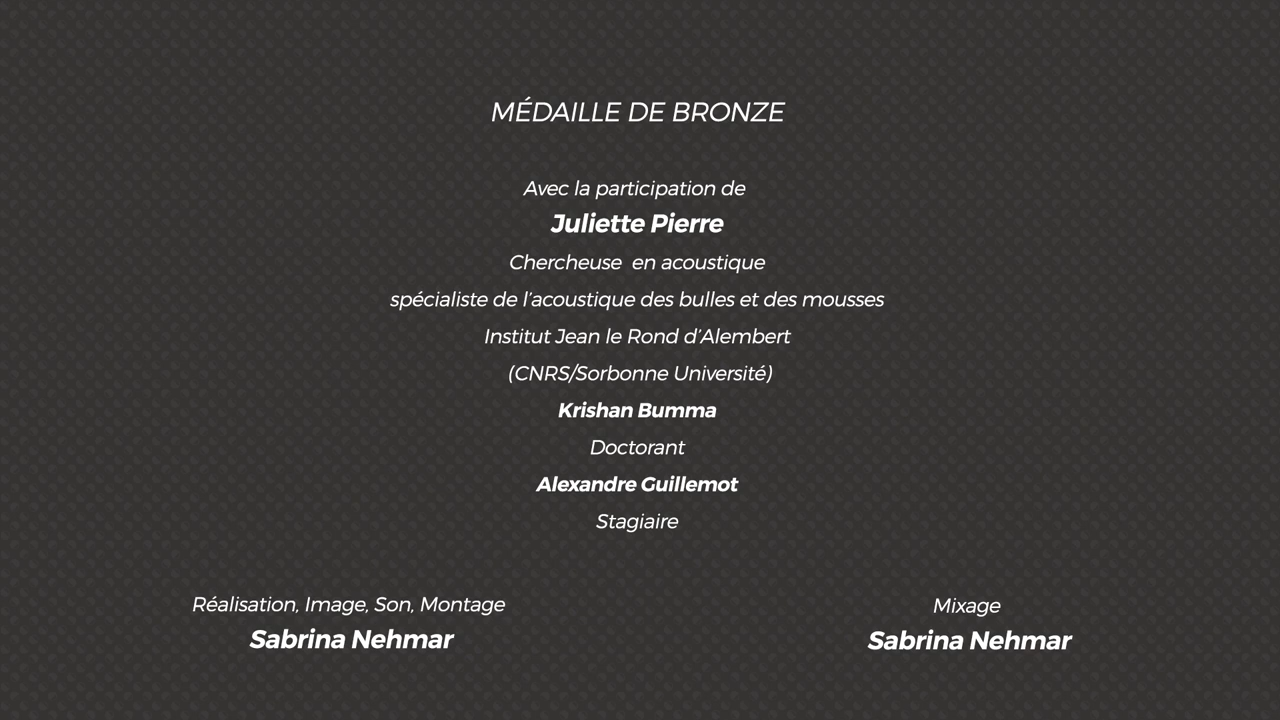 MÉDAILLE DE BRONZE
Avec la participation de
Juliette Pierre
Chercheuse en acoustique
spécialiste de l'acoustique des bulles et des mousses
Institut Jean le Rond d'Alembert
(CNRS/Sorbonne Université)
Krishan Bumma
Doctorant
Alexandre Guillemot
Stagiaire
Réalisation, Image, Son, Montage
Sabrina Nehmar
Mixage
Sabrina Nehmar